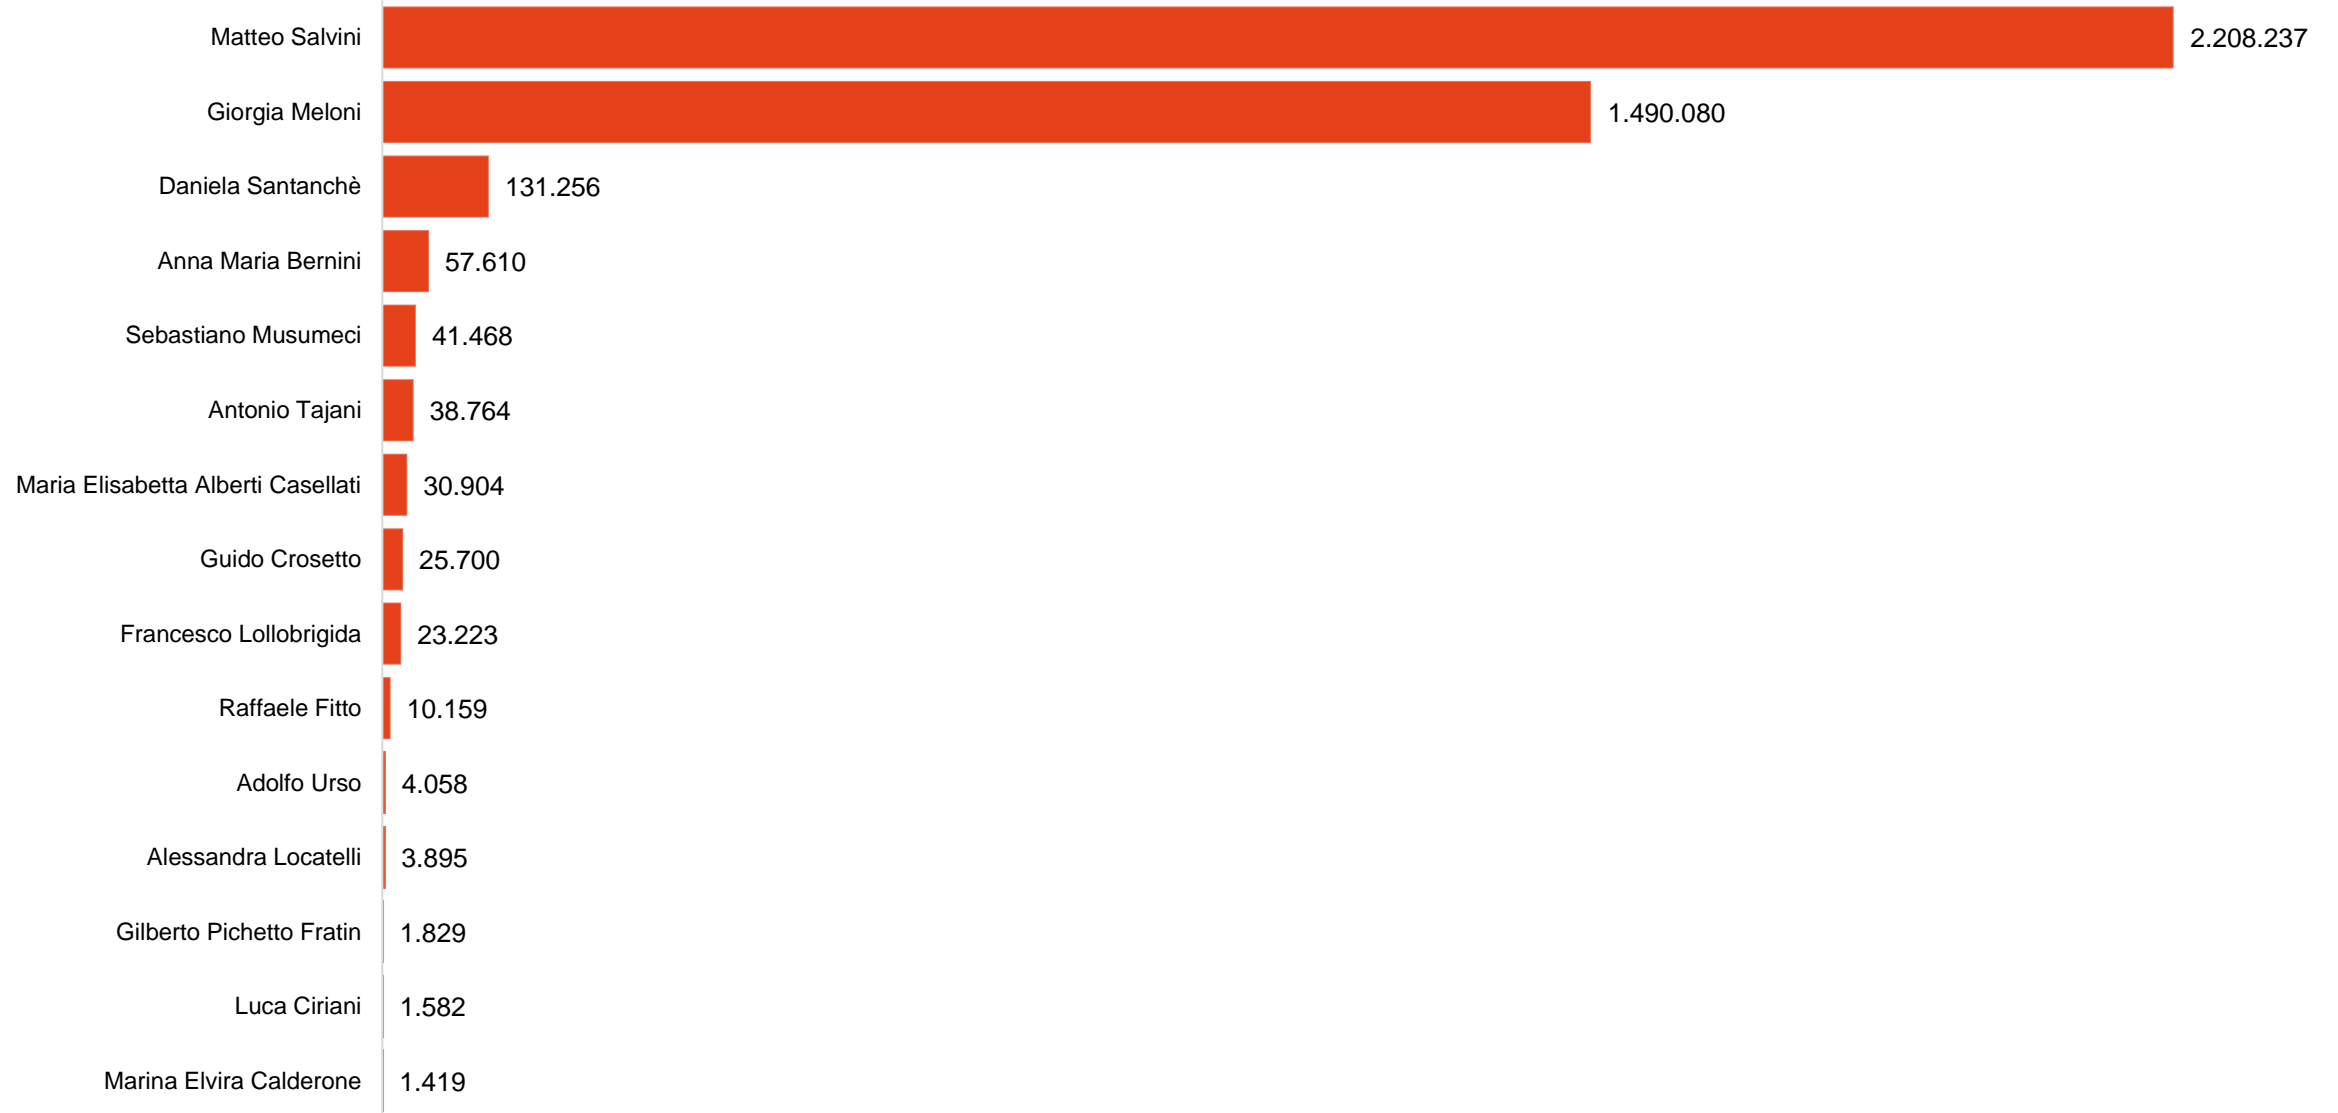 Matteo Salvini 2.208.237
Giorgia Meloni 1.490.080
Daniela Santanchè 131.256
Anna Maria Bernini 57.610
Sebastiano Musumeci 41.468
Antonio Tajani 38.764
Maria Elisabetta Alberti Casellati 30.904
Guido Crosetto 25.700
Francesco Lollobrigida 23.223
Raffaele Fitto 10.159
Adolfo Urso 4.058
Alessandra Locatelli 3.895
Gilberto Pichetto Fratin 1.829
Luca Ciriani 1.582
Marina Elvira Calderone 1.419